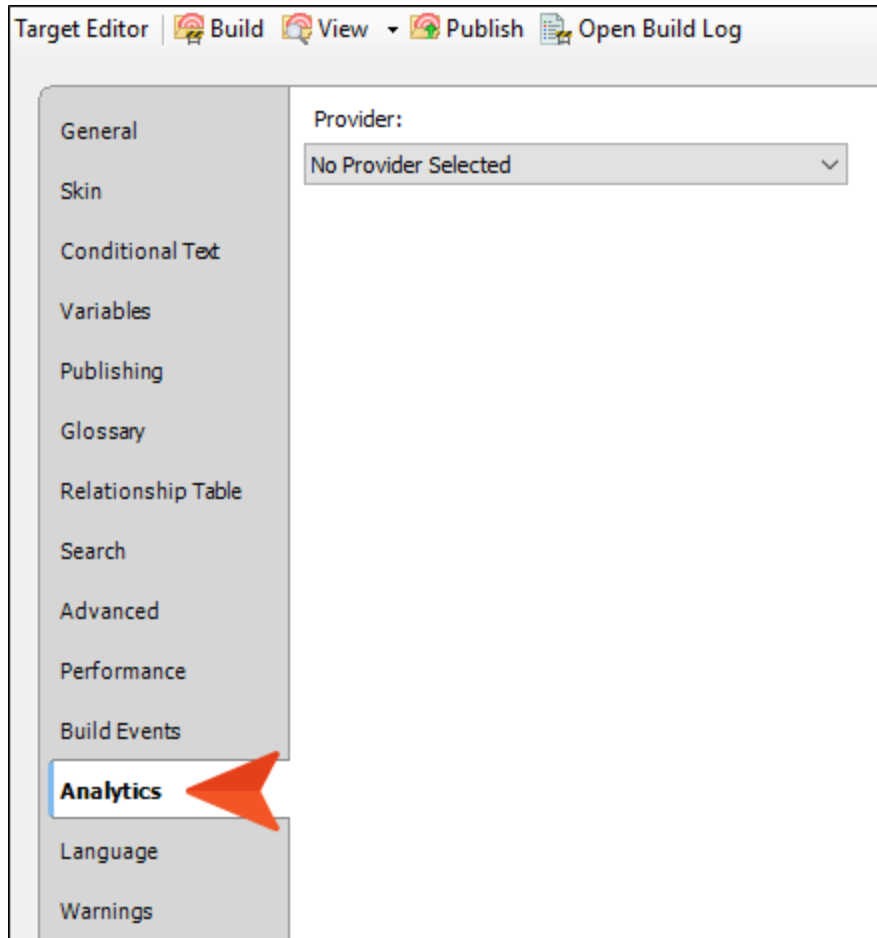 Target Editor Build View Publish Open Build Log
General
Skin
Conditional Text
Variables
Publishing
Glossary
Relationship Table
Search
Advanced
Performance
Build Events
Analytics
Language
Warnings
Provider:
No Provider Selected